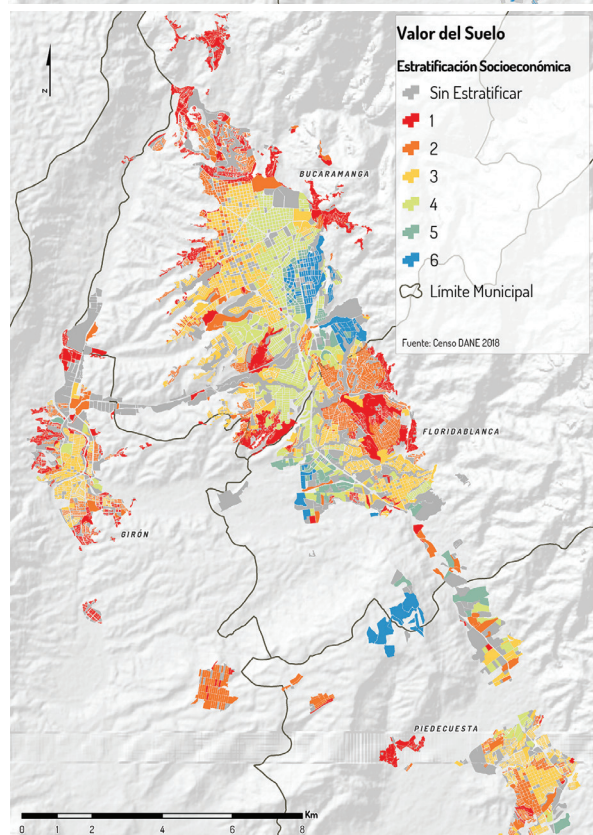 Valor del Suelo
Estratificación Socioeconómica
Sin Estratificar
1
2
3
4
5
6
Límite Municipal
Fuente: Censo DANE 2018
N
BUCARAMANGA
FLORIDABLANCA
GIRÓN
PIEDECUESTA
Km
0 1 2 4 6 8